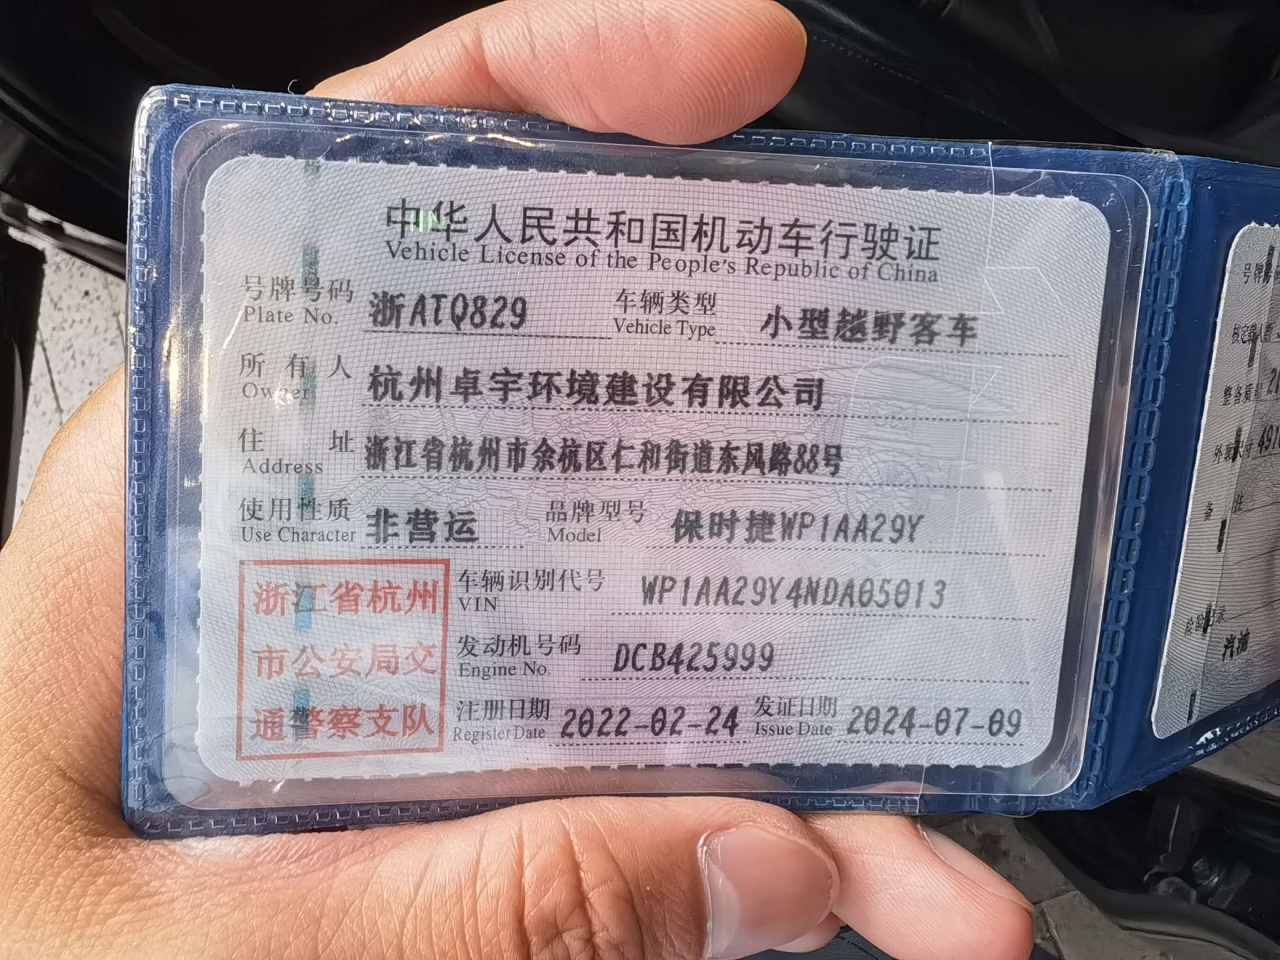 中华人民共和国机动车行驶证
Vehicle License of the People's Republic of China
号牌号码 浙ATQ829 车辆类型 小型越野客车
Plate No. Vehicle Type
所有人 杭州卓宇环境建设有限公司
Owner
住址 浙江省杭州市余杭区仁和街道东风路88号
Address
使用性质 非营运 品牌型号 保时捷WP1AA29Y
Use Character Model
浙江省杭州
市公安局交
通警察支队
车辆识别代号 WP1AA29Y4NDA05013
VIN
发动机号码 DCB425999
Engine No.
注册日期 2022-02-24 发证日期 2024-07-09
Register Date Issue Date
号牌
整备质
备注